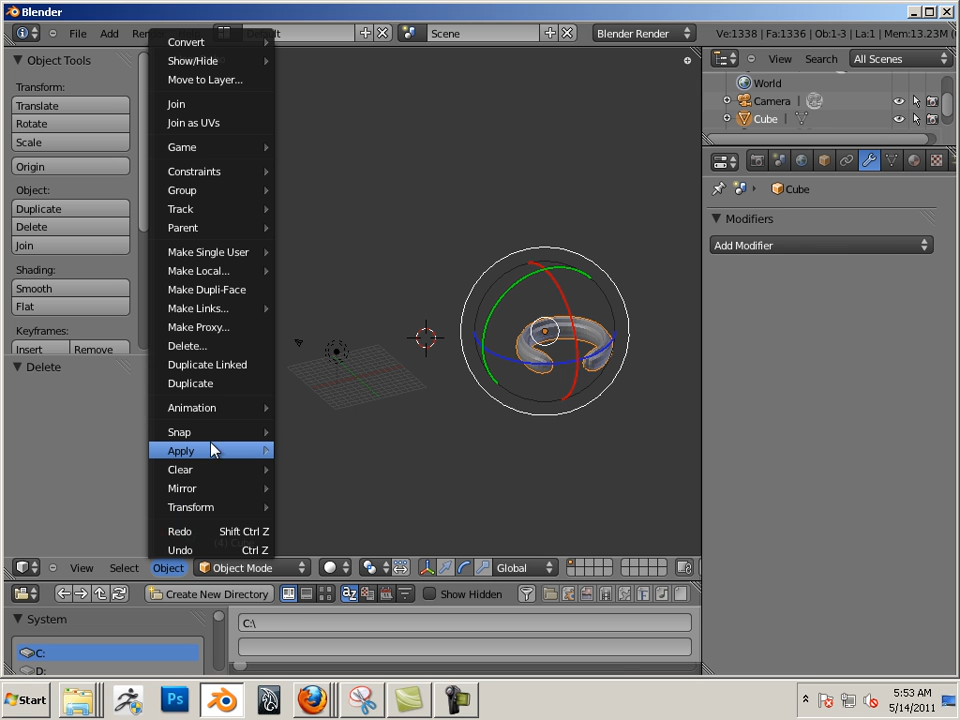 Blender
File
Add
Default
Scene
Blender Render
Ve:1338 | Fa:1336 | Ob:1-3 | La:1 | Mem:13.23M
Object Tools
Transform:
Translate
Rotate
Scale
Origin
Object:
Duplicate
Delete
Join
Shading:
Smooth
Flat
Keyframes:
Insert
Remove
Delete
Convert
Show/Hide
Move to Layer...
Join
Join as UVs
Game
Constraints
Group
Track
Parent
Make Single User
Make Local...
Make Dupli-Face
Make Links...
Make Proxy...
Delete...
Duplicate Linked
Duplicate
Animation
Snap
Apply
Clear
Mirror
Transform
Redo Shift Ctrl Z
Undo Ctrl Z
View
Search
All Scenes
World
Camera
Cube
Cube
Modifiers
Add Modifier
View
Select
Object
Object Mode
Global
Create New Directory
Show Hidden
System
C:
D:
C:\
Start
Ps
5:53 AM
5/14/2011